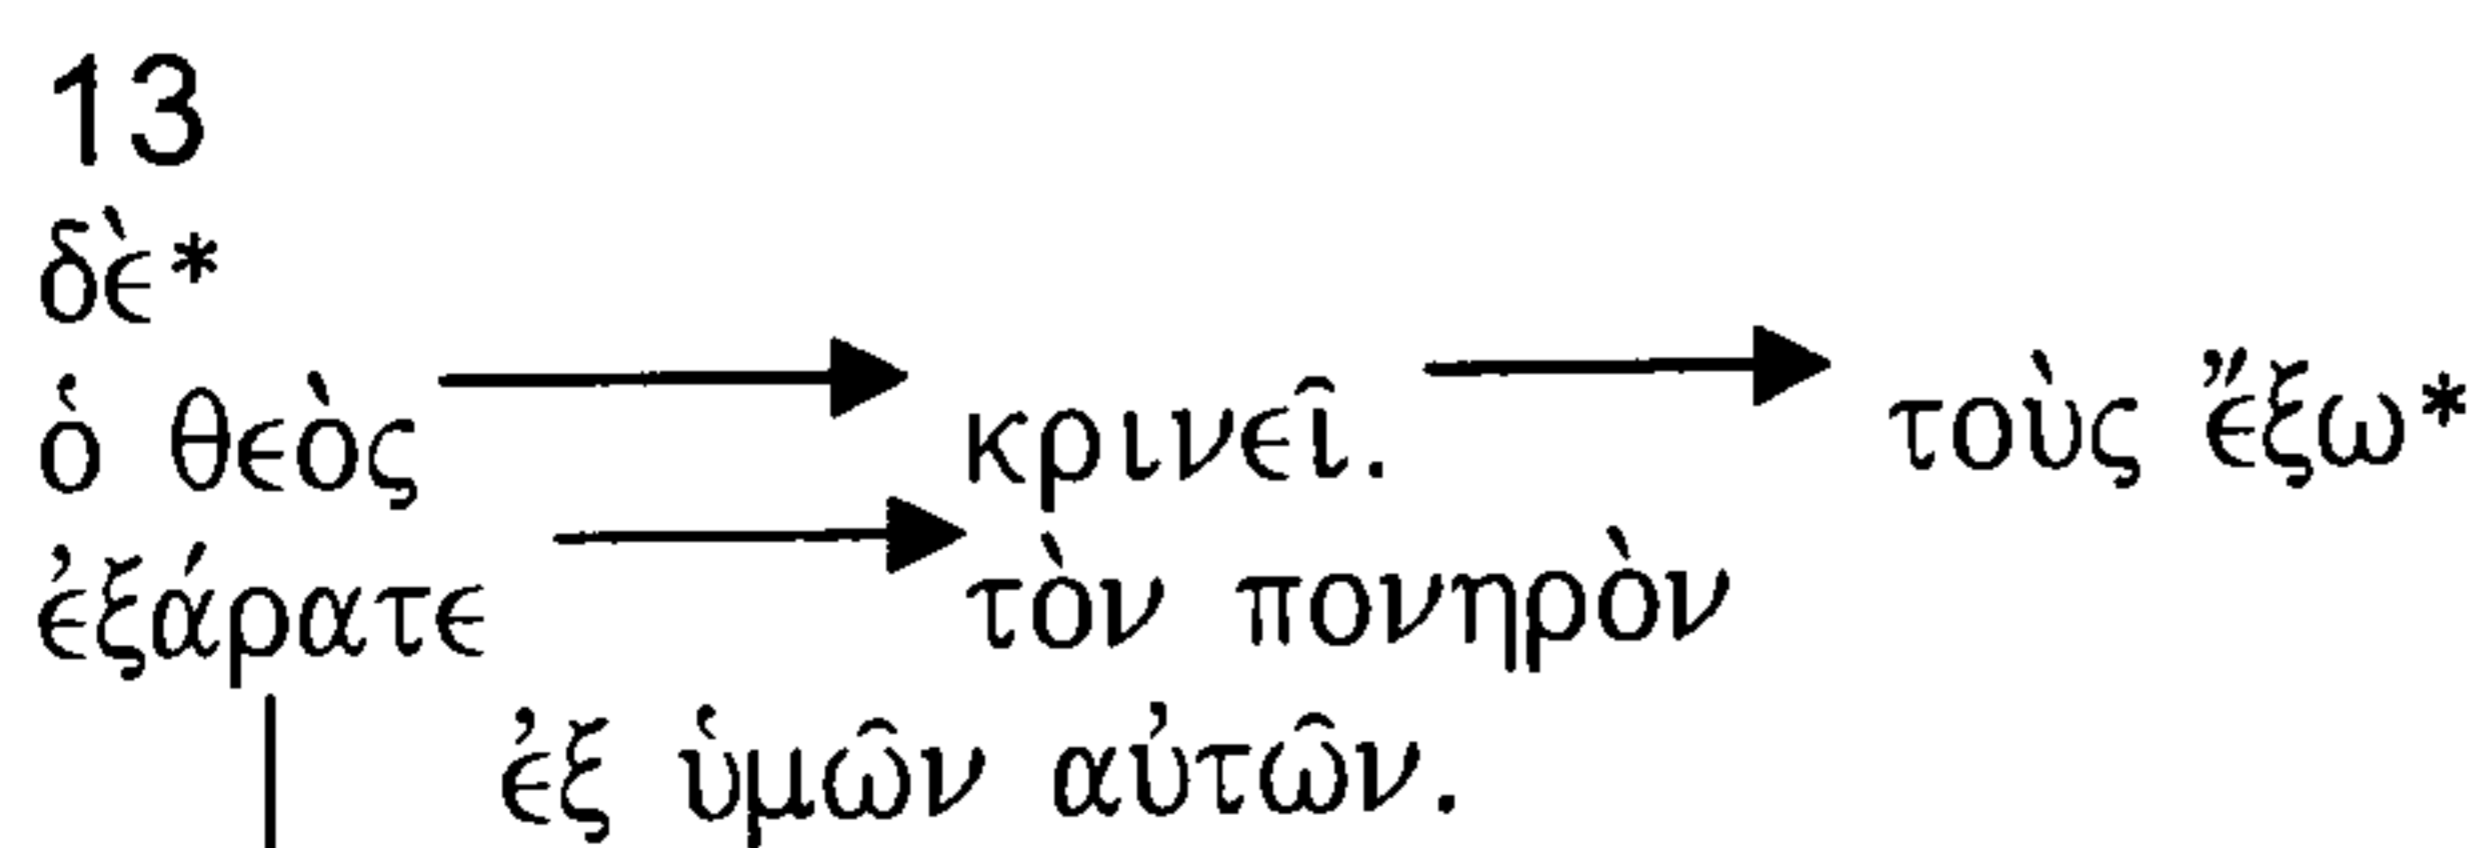 13
δὲ*
ὁ θεὸς κρινεῖ. τοὺς ἔξω*
ἐξάρατε τὸν πονηρὸν
ἐξ ὑμῶν αὐτῶν.